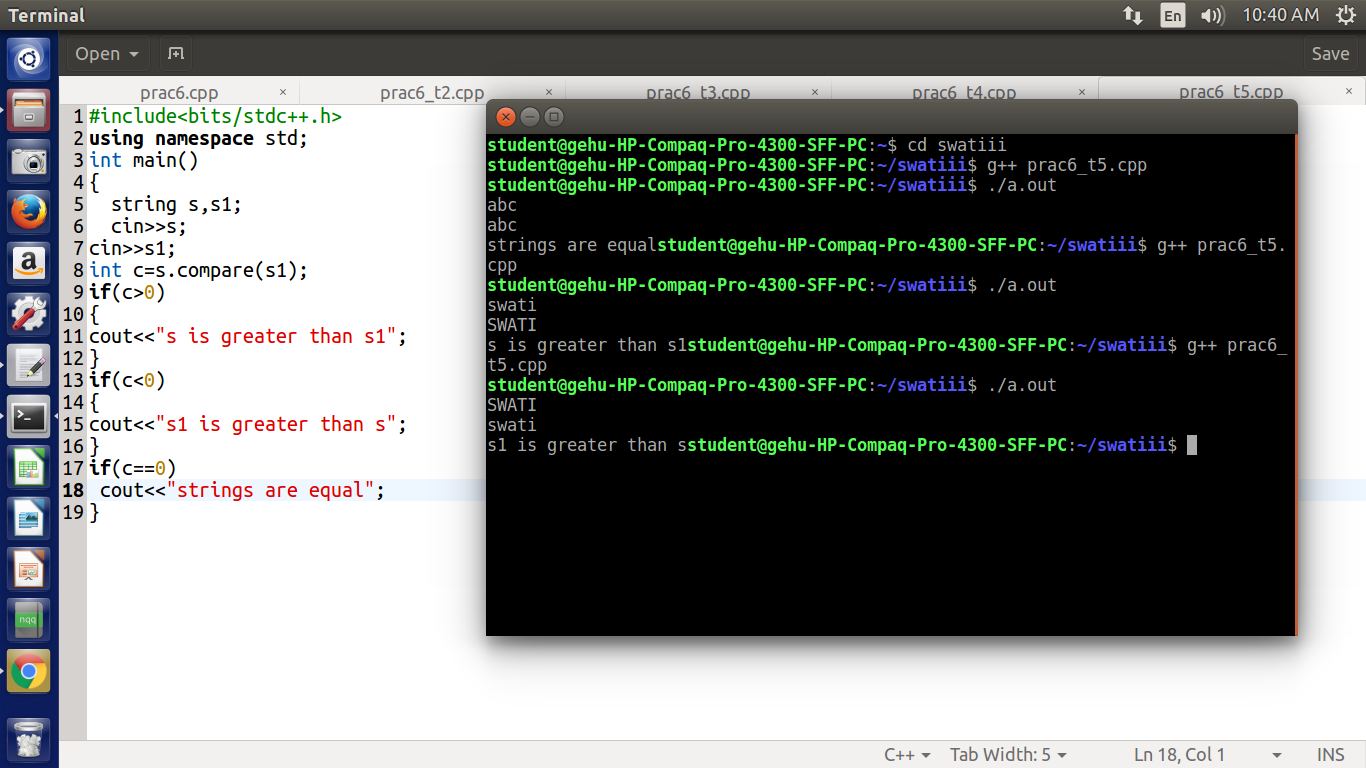 Terminal
En
10:40 AM
Open
Save
prac6.cpp ×
prac6_t2.cpp ×
prac6_t3.cpp ×
prac6_t4.cpp ×
prac6_t5.cpp ×
1 #include<bits/stdc++.h>
2 using namespace std;
3 int main()
4 {
5   string s,s1;
6   cin>>s;
7 cin>>s1;
8 int c=s.compare(s1);
9 if(c>0)
10 {
11 cout<<"s is greater than s1";
12 }
13 if(c<0)
14 {
15 cout<<"s1 is greater than s";
16 }
17 if(c==0)
18  cout<<"strings are equal";
19 }
student@gehu-HP-Compaq-Pro-4300-SFF-PC:~$ cd swatiii
student@gehu-HP-Compaq-Pro-4300-SFF-PC:~/swatiii$ g++ prac6_t5.cpp
student@gehu-HP-Compaq-Pro-4300-SFF-PC:~/swatiii$ ./a.out
abc
abc
strings are equalstudent@gehu-HP-Compaq-Pro-4300-SFF-PC:~/swatiii$ g++ prac6_t5.
cpp
student@gehu-HP-Compaq-Pro-4300-SFF-PC:~/swatiii$ ./a.out
swati
SWATI
s is greater than s1student@gehu-HP-Compaq-Pro-4300-SFF-PC:~/swatiii$ g++ prac6_
t5.cpp
student@gehu-HP-Compaq-Pro-4300-SFF-PC:~/swatiii$ ./a.out
SWATI
swati
s1 is greater than sstudent@gehu-HP-Compaq-Pro-4300-SFF-PC:~/swatiii$
a
>_
nqq
C++
Tab Width: 5
Ln 18, Col 1
INS